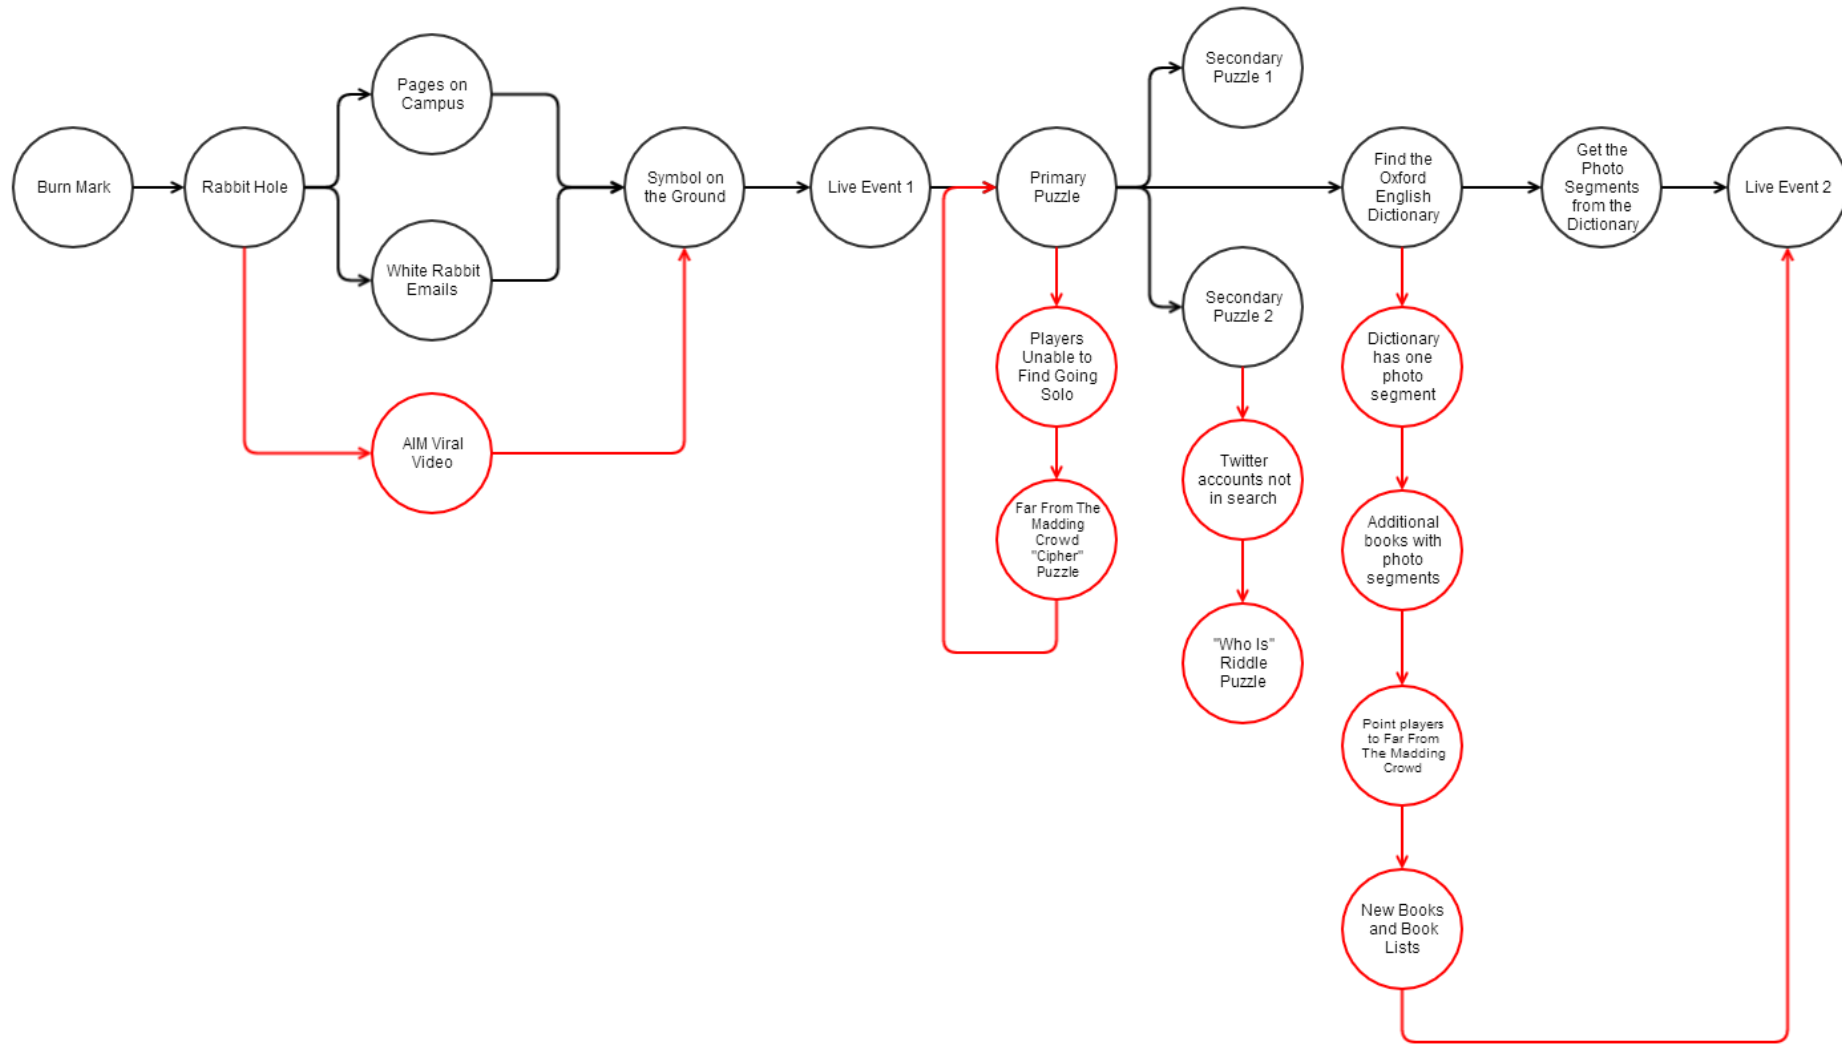 Burn Mark
Rabbit Hole
Pages on
Campus
White Rabbit
Emails
AIM Viral
Video
Symbol on
the Ground
Live Event 1
Primary
Puzzle
Players
Unable to
Find Going
Solo
Far From The
Madding
Crowd
"Cipher"
Puzzle
Secondary
Puzzle 1
Secondary
Puzzle 2
Twitter
accounts not
in search
"Who Is"
Riddle
Puzzle
Find the
Oxford
English
Dictionary
Dictionary
has one
photo
segment
Additional
books with
photo
segments
Point players
to Far From
The Madding
Crowd
New Books
and Book
Lists
Get the
Photo
Segments
from the
Dictionary
Live Event 2